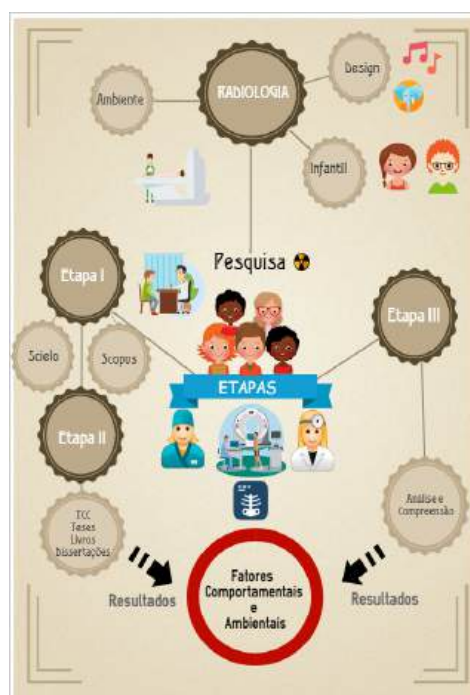 Design
RADIOLOGIA
Ambiente
Infantil
Pesquisa
Etapa I
Etapa III
Scielo
Scopus
ETAPAS
Etapa II
Análise e
Compreensão
TCC
Teses
Livros
Dissertações
Fatores
Comportamentais
e
Ambientais
Resultados
Resultados